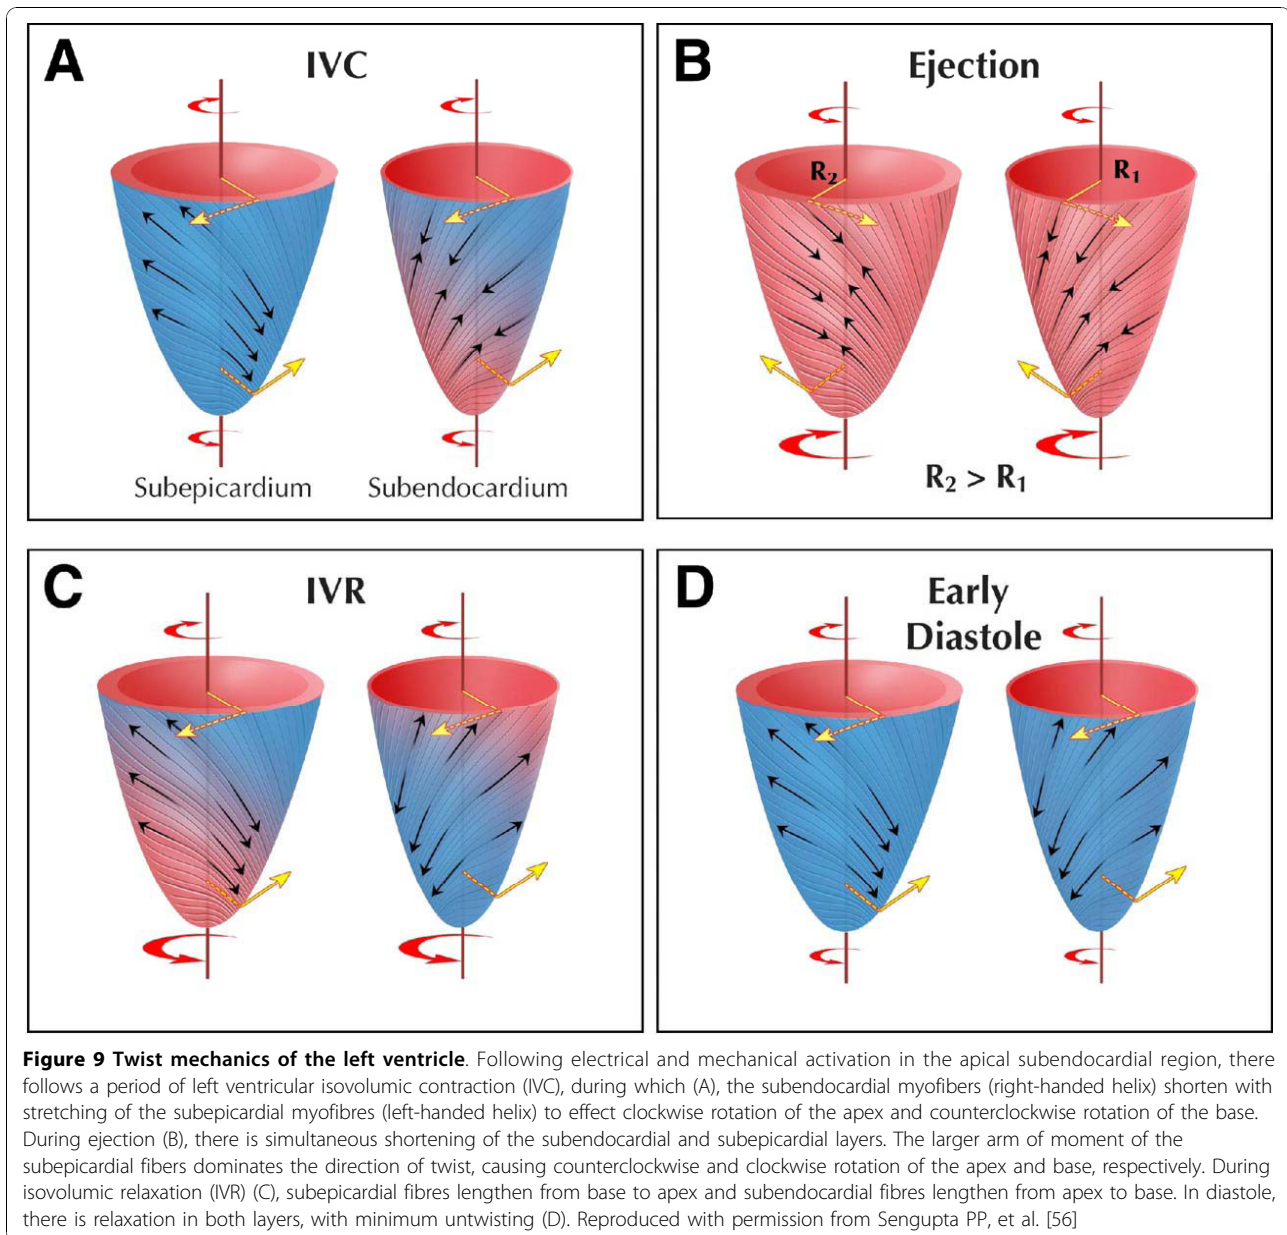 A
IVC
Subepicardium
Subendocardium
B
Ejection
R2
R1
R2 > R1
C
IVR
D
Early
Diastole
Figure 9 Twist mechanics of the left ventricle. Following electrical and mechanical activation in the apical subendocardial region, there
follows a period of left ventricular isovolumic contraction (IVC), during which (A), the subendocardial myofibers (right-handed helix) shorten with
stretching of the subepicardial myofibres (left-handed helix) to effect clockwise rotation of the apex and counterclockwise rotation of the base.
During ejection (B), there is simultaneous shortening of the subendocardial and subepicardial layers. The larger arm of moment of the
subepicardial fibers dominates the direction of twist, causing counterclockwise and clockwise rotation of the apex and base, respectively. During
isovolumic relaxation (IVR) (C), subepicardial fibres lengthen from base to apex and subendocardial fibres lengthen from apex to base. In diastole,
there is relaxation in both layers, with minimum untwisting (D). Reproduced with permission from Sengupta PP, et al. [56]